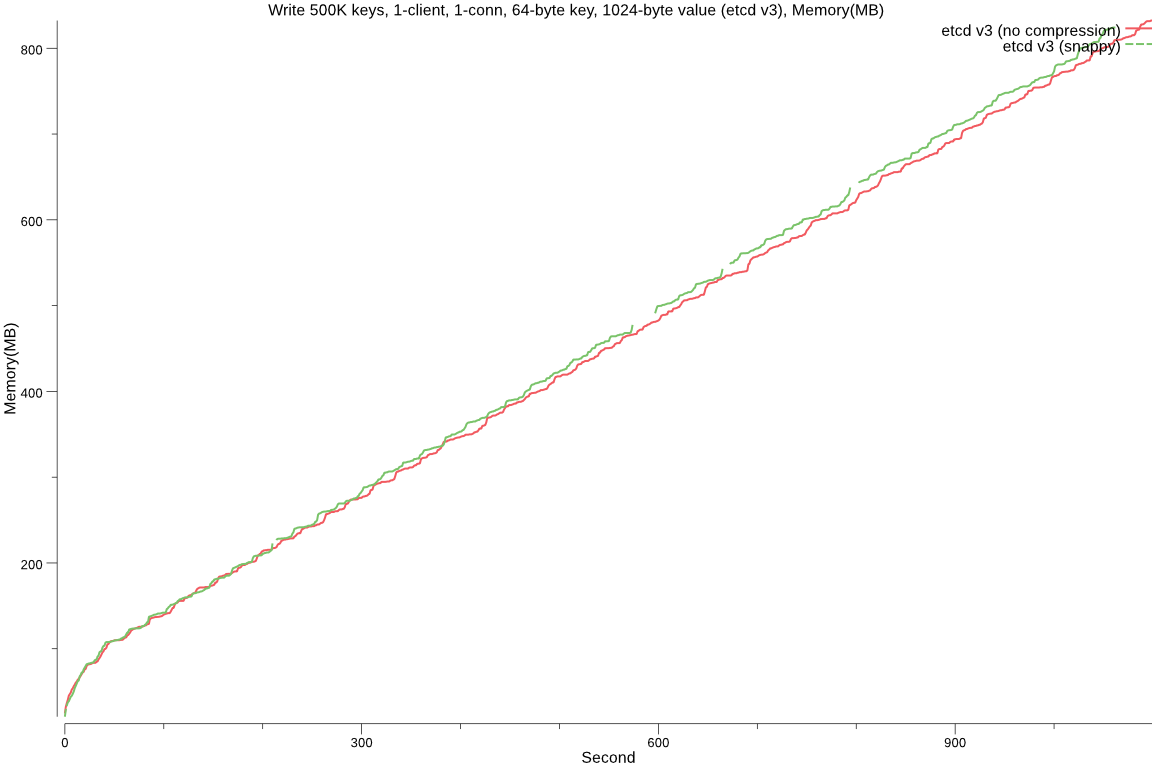 Write 500K keys, 1-client, 1-conn, 64-byte key, 1024-byte value (etcd v3), Memory(MB)
etcd v3 (no compression)
etcd v3 (snappy)
800
600
400
200
Memory(MB)
0
300
600
900
Second